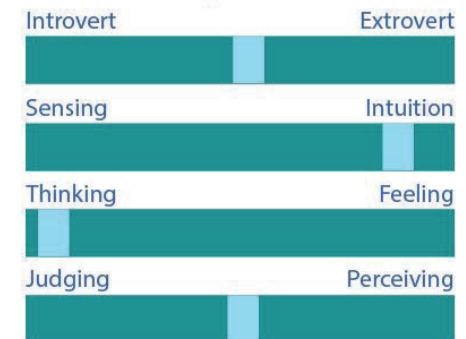 Introvert Extrovert
Sensing Intuition
Thinking Feeling
Judging Perceiving